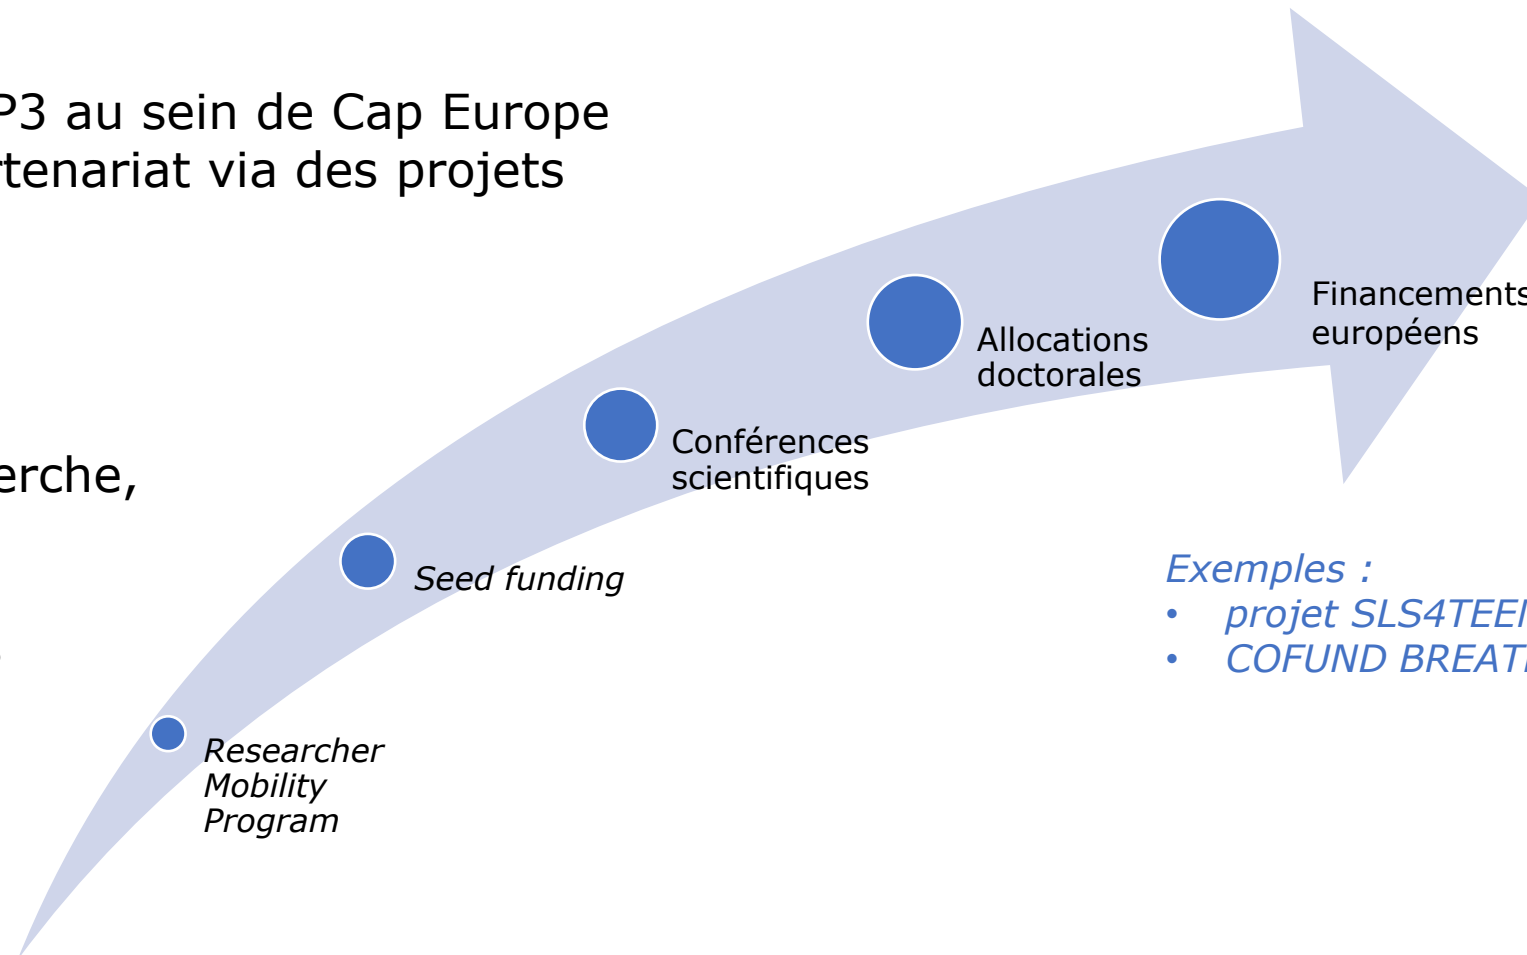 P3 au sein de Cap Europe
rtenariat via des projets
erche,
Financements
européens
Allocations
doctorales
Conférences
scientifiques
Seed funding
Researcher
Mobility
Program
Exemples :
• projet SLS4TEE
• COFUND BREAT